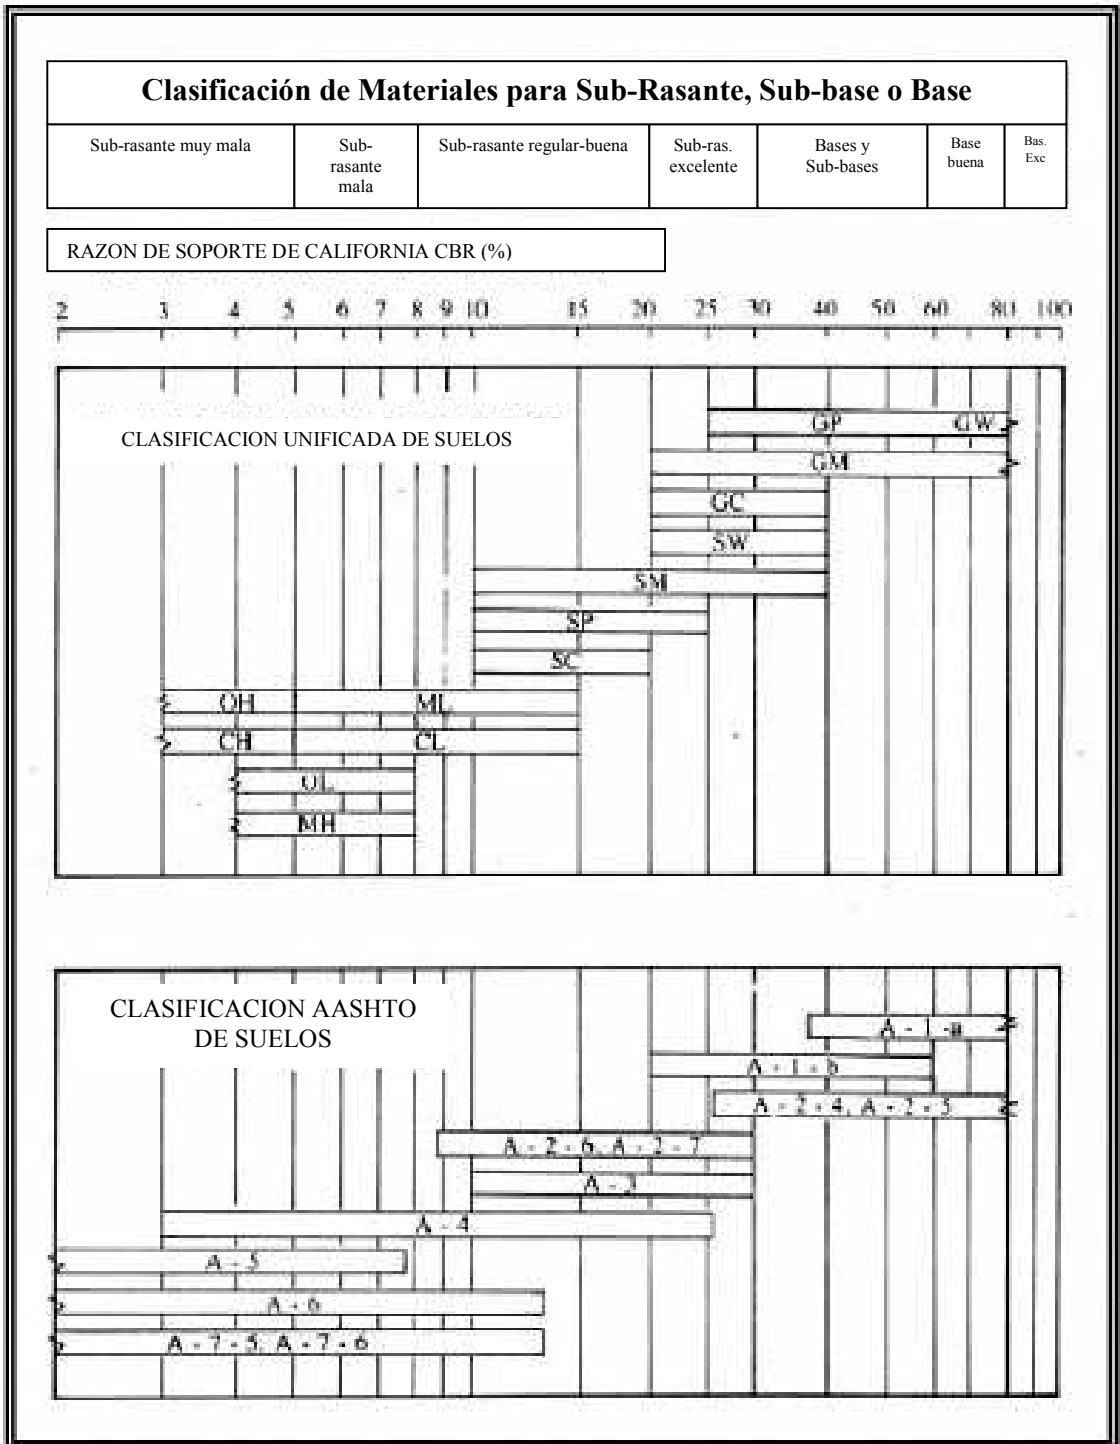 Clasificación de Materiales para Sub-Rasante, Sub-base o Base
Sub-rasante muy mala
Sub-
rasante
mala
Sub-rasante regular-buena
Sub-ras.
excelente
Bases y
Sub-bases
Base
buena
Bas.
Exc
RAZON DE SOPORTE DE CALIFORNIA CBR (%)
2 3 4 5 6 7 8 9 10 15 20 25 30 40 50 60 80 100
CLASIFICACION UNIFICADA DE SUELOS
GP GW
GM
GC
SW
SM
SP
SC
OH ML
CH CL
OL
MH
CLASIFICACION AASHTO
DE SUELOS
A - 1 -a
A - 1 - b
A - 2 - 4, A - 2 - 5
A - 2 - 6, A - 2 - 7
A - 3
A - 4
A - 5
A - 6
A - 7 - 5, A - 7 - 6